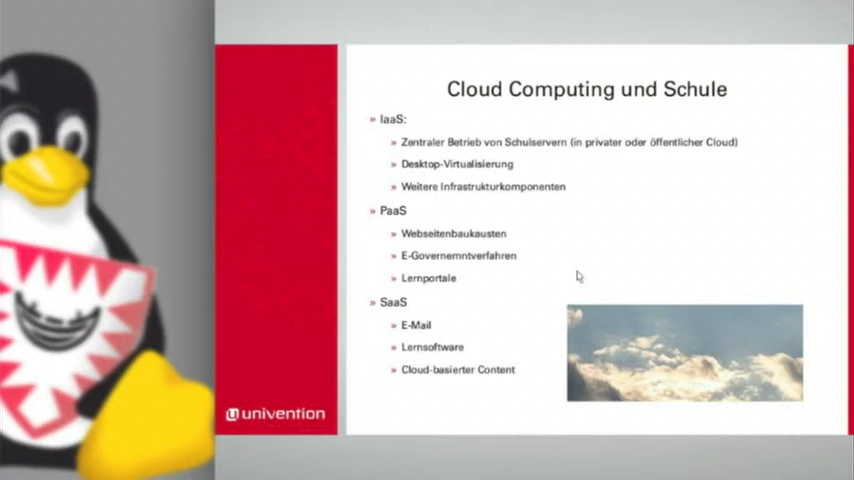 Cloud Computing und Schule
» IaaS:
» Zentraler Betrieb von Schulservern (in privater oder öffentlicher Cloud)
» Desktop-Virtualisierung
» Weitere Infrastrukturkomponenten
» PaaS
» Webseitenbaukausten
» E-Governemntverfahren
» Lernportale
» SaaS
» E-Mail
» Lernsoftware
» Cloud-basierter Content
univention